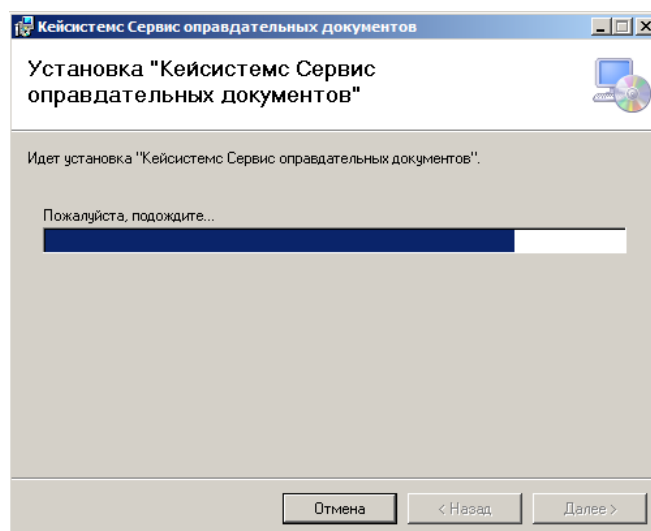 Кейсистемс Сервис оправдательных документов
Установка "Кейсистемс Сервис
оправдательных документов"
Идет установка "Кейсистемс Сервис оправдательных документов".
Пожалуйста, подождите...
Отмена
< Назад
Далее >